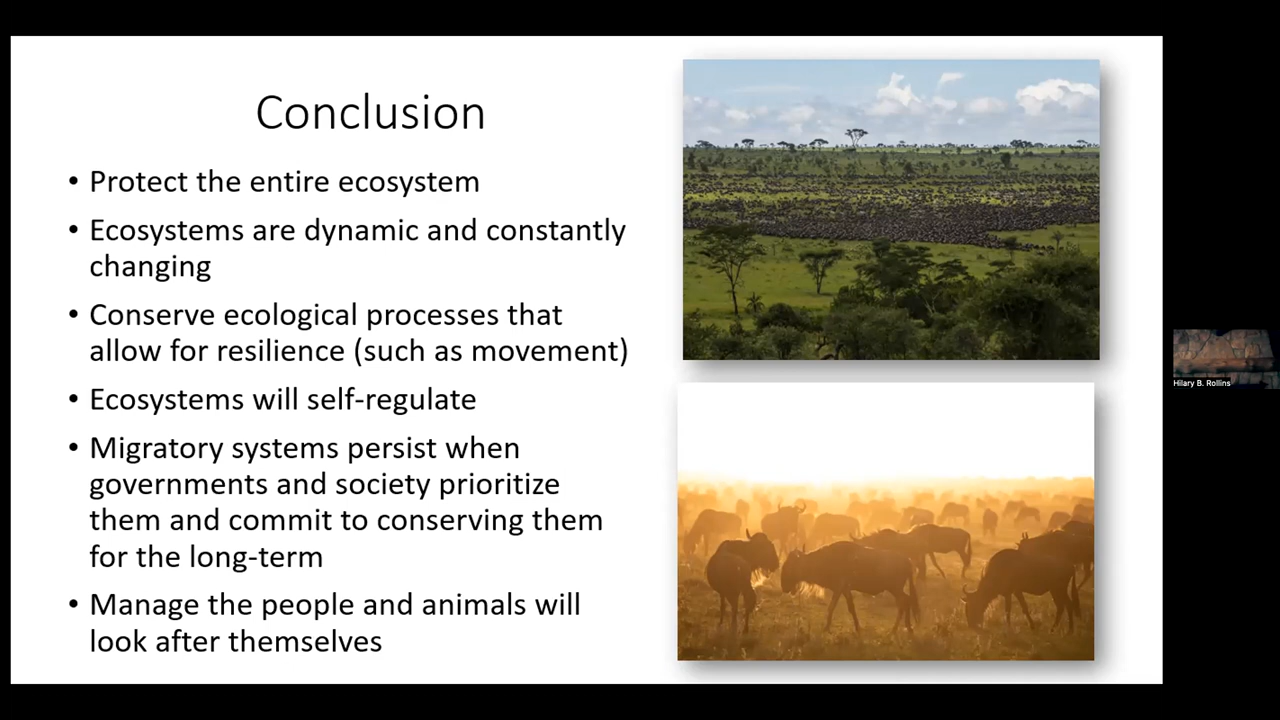 Conclusion
• Protect the entire ecosystem
• Ecosystems are dynamic and constantly
changing
• Conserve ecological processes that
allow for resilience (such as movement)
• Ecosystems will self-regulate
• Migratory systems persist when
governments and society prioritize
them and commit to conserving them
for the long-term
• Manage the people and animals will
look after themselves
Hilary B. Rollins